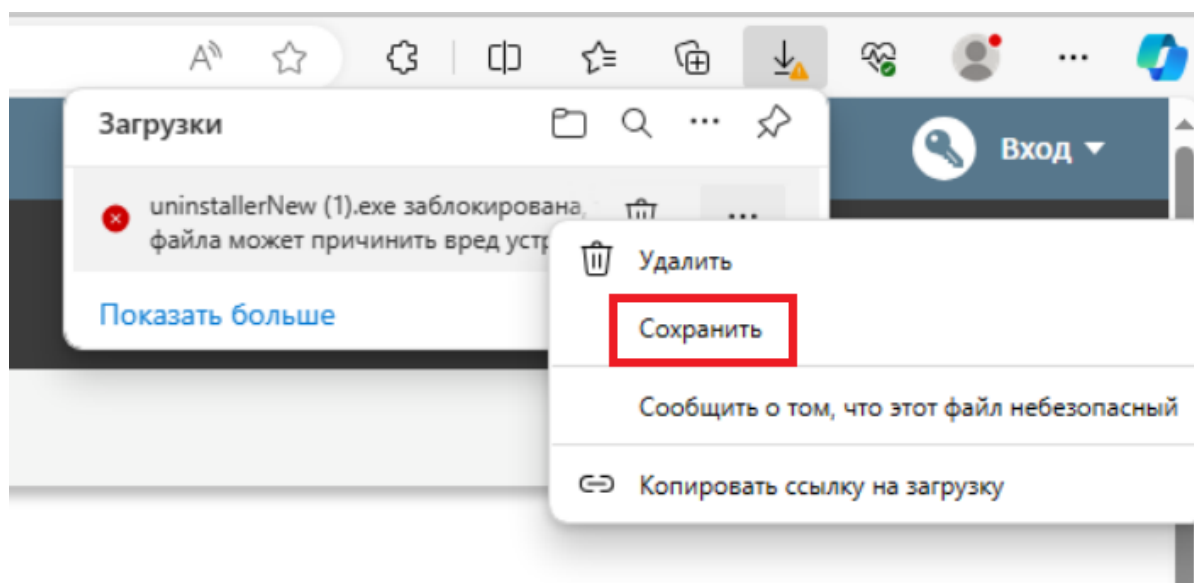 Загрузки
Вход
uninstallerNew (1).exe заблокирована,
файла может причинить вред устр
Показать больше
Удалить
Сохранить
Сообщить о том, что этот файл небезопасный
Копировать ссылку на загрузку